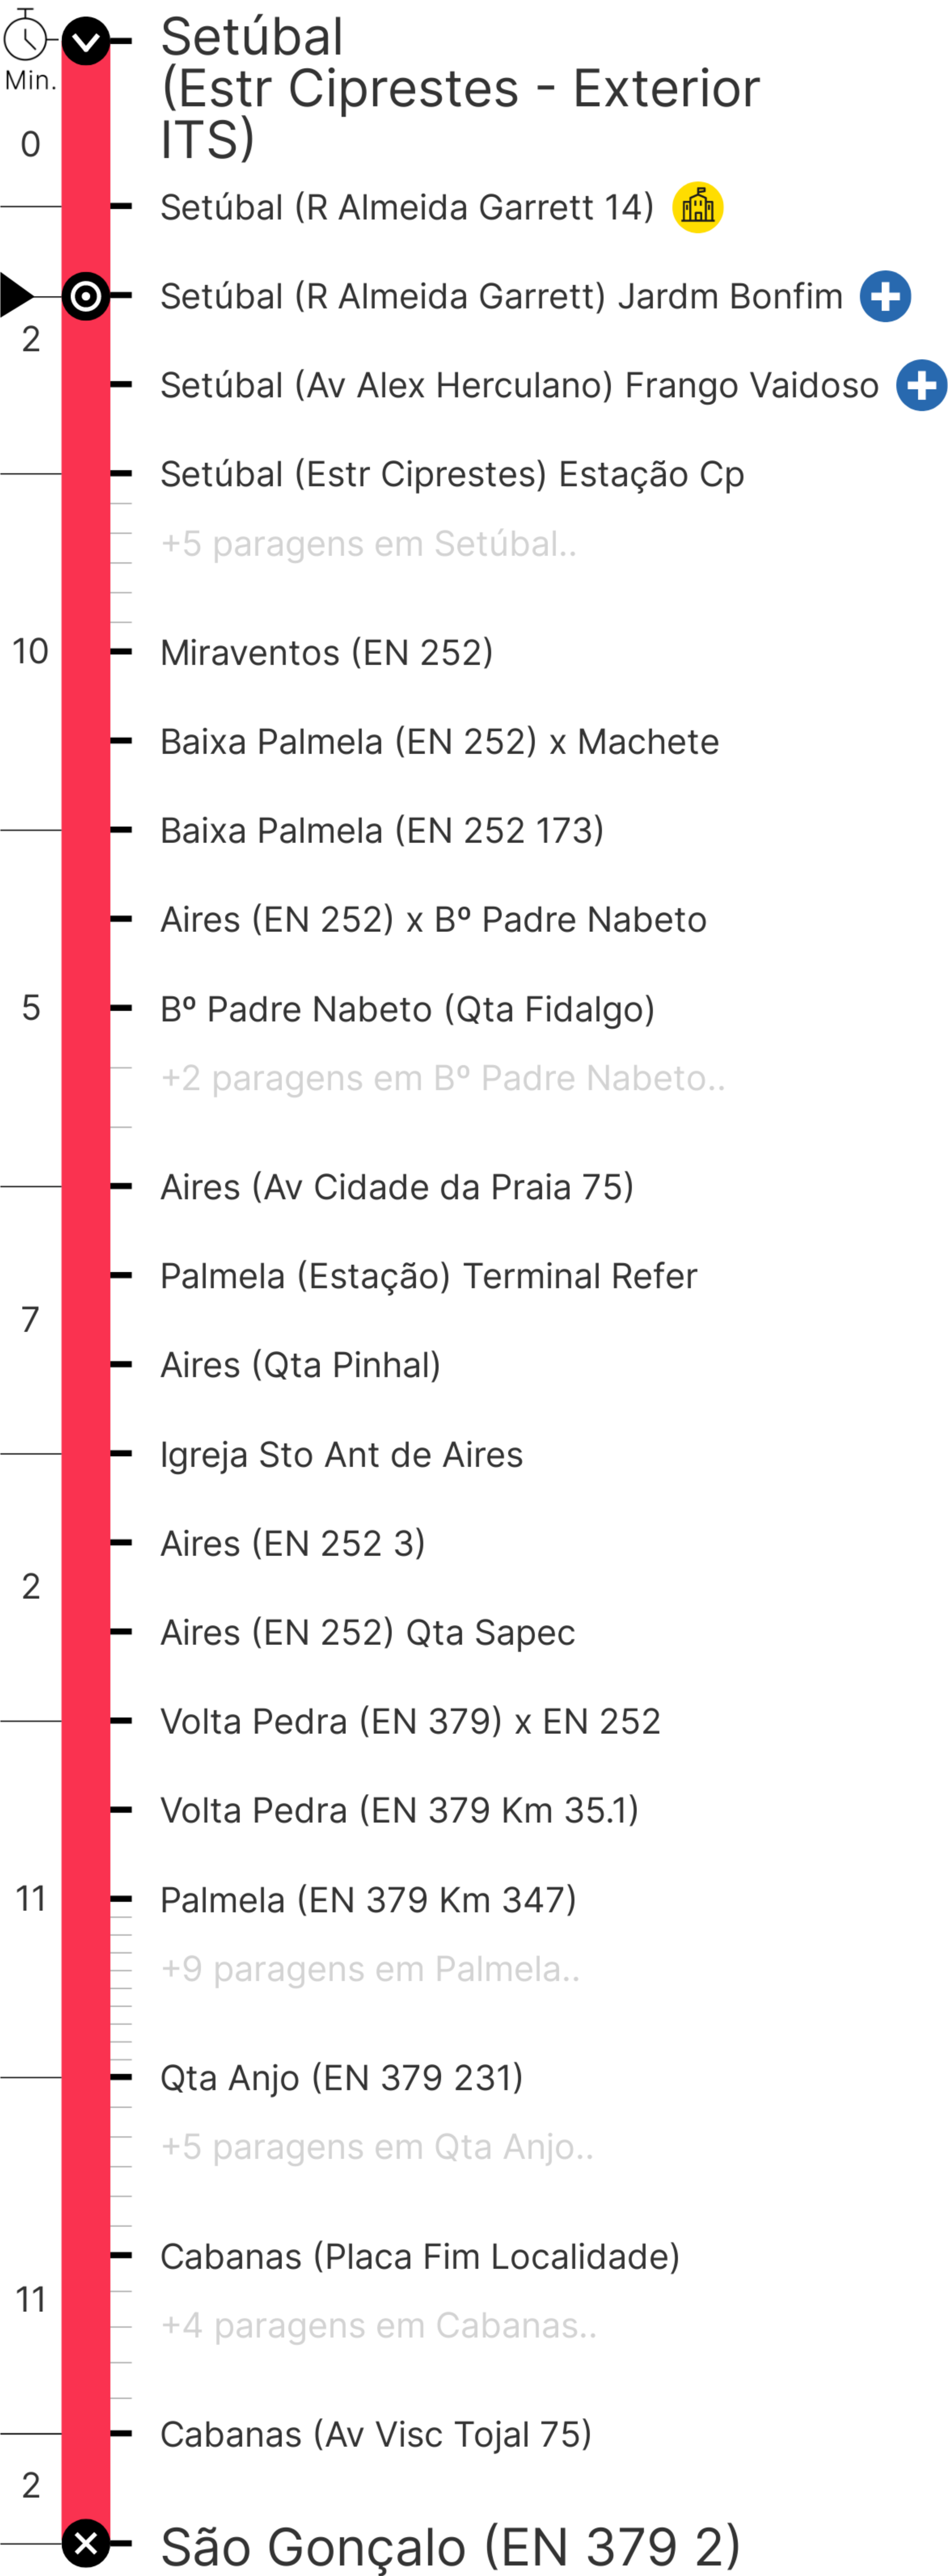 Setúbal
(Estr Ciprestes - Exterior
ITS)
Min.
0
Setúbal (R Almeida Garrett 14)
Setúbal (R Almeida Garrett) Jardm Bonfim
2
Setúbal (Av Alex Herculano) Frango Vaidoso
Setúbal (Estr Ciprestes) Estação Cp
+5 paragens em Setúbal..
10
Miraventos (EN 252)
Baixa Palmela (EN 252) x Machete
Baixa Palmela (EN 252 173)
Aires (EN 252) x Bº Padre Nabeto
5
Bº Padre Nabeto (Qta Fidalgo)
+2 paragens em Bº Padre Nabeto..
Aires (Av Cidade da Praia 75)
Palmela (Estação) Terminal Refer
7
Aires (Qta Pinhal)
Igreja Sto Ant de Aires
Aires (EN 252 3)
2
Aires (EN 252) Qta Sapec
Volta Pedra (EN 379) x EN 252
Volta Pedra (EN 379 Km 35.1)
11
Palmela (EN 379 Km 347)
+9 paragens em Palmela..
Qta Anjo (EN 379 231)
+5 paragens em Qta Anjo..
Cabanas (Placa Fim Localidade)
11
+4 paragens em Cabanas..
Cabanas (Av Visc Tojal 75)
2
São Gonçalo (EN 379 2)